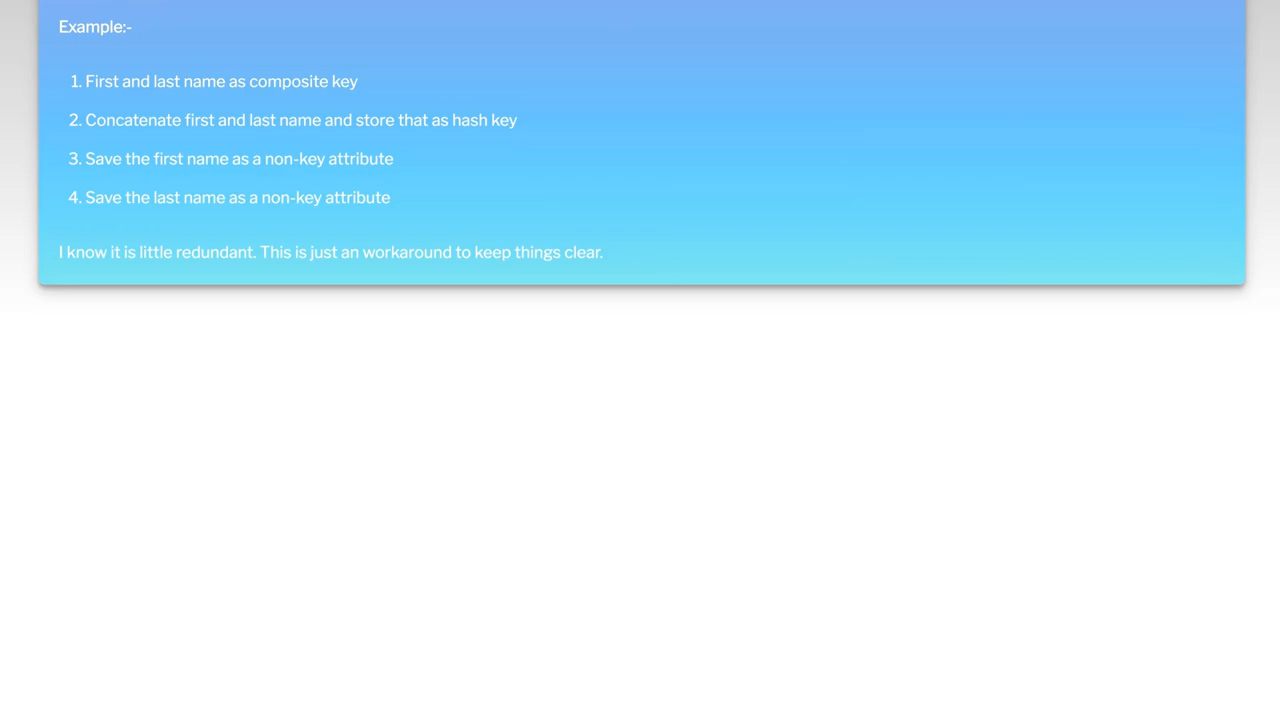 Example:-
1. First and last name as composite key
2. Concatenate first and last name and store that as hash key
3. Save the first name as a non-key attribute
4. Save the last name as a non-key attribute
I know it is little redundant. This is just an workaround to keep things clear.